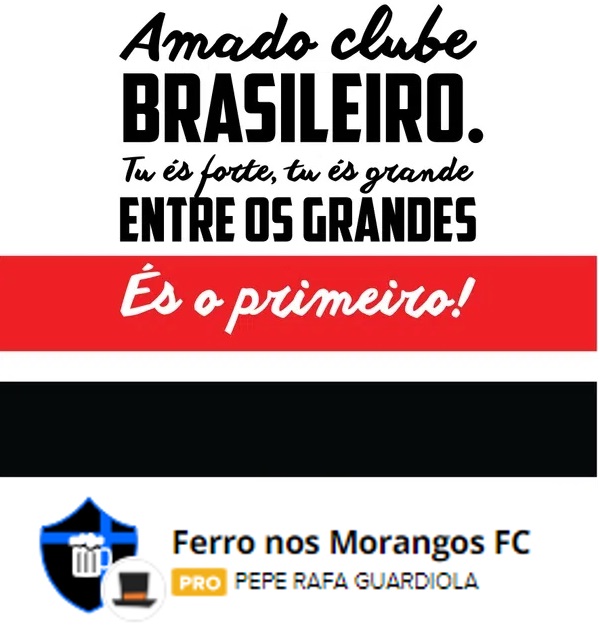 Amado clube
BRASILEIRO.
Tu és forte, tu és grande
ENTRE OS GRANDES
És o primeiro!
Ferro nos Morangos FC
PRO PEPE RAFA GUARDIOLA